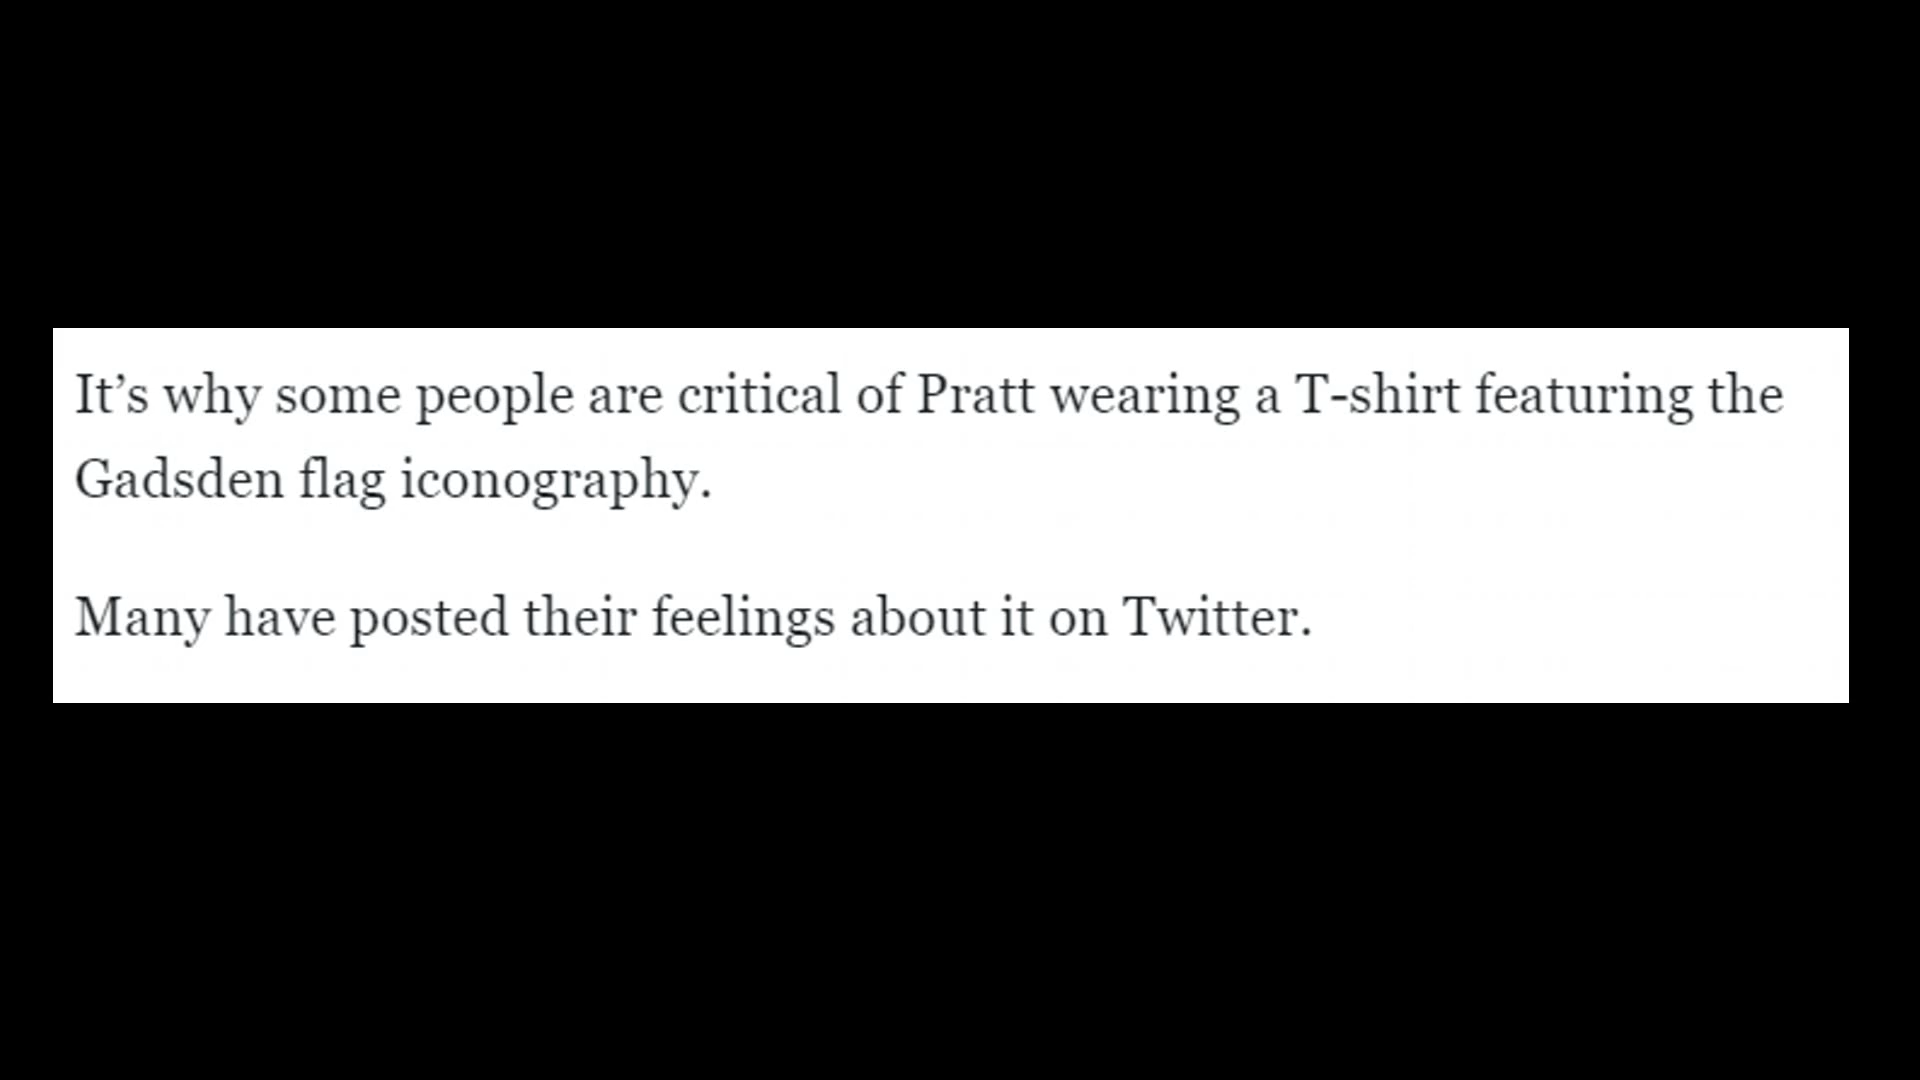 It’s why some people are critical of Pratt wearing a T-shirt featuring the
Gadsden flag iconography.
Many have posted their feelings about it on Twitter.